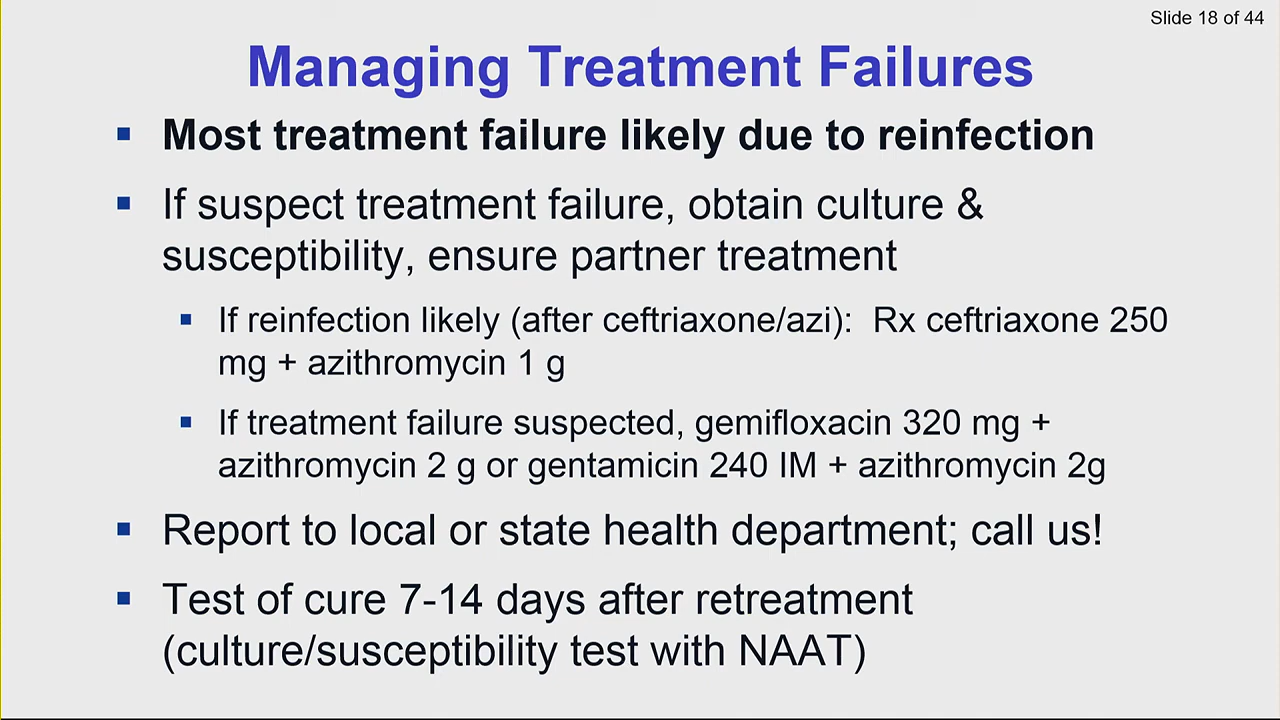 Slide 18 of 44
Managing Treatment Failures
▪ Most treatment failure likely due to reinfection
▪ If suspect treatment failure, obtain culture &
susceptibility, ensure partner treatment
▪ If reinfection likely (after ceftriaxone/azi):  Rx ceftriaxone 250
mg + azithromycin 1 g
▪ If treatment failure suspected, gemifloxacin 320 mg +
azithromycin 2 g or gentamicin 240 IM + azithromycin 2g
▪ Report to local or state health department; call us!
▪ Test of cure 7-14 days after retreatment
(culture/susceptibility test with NAAT)